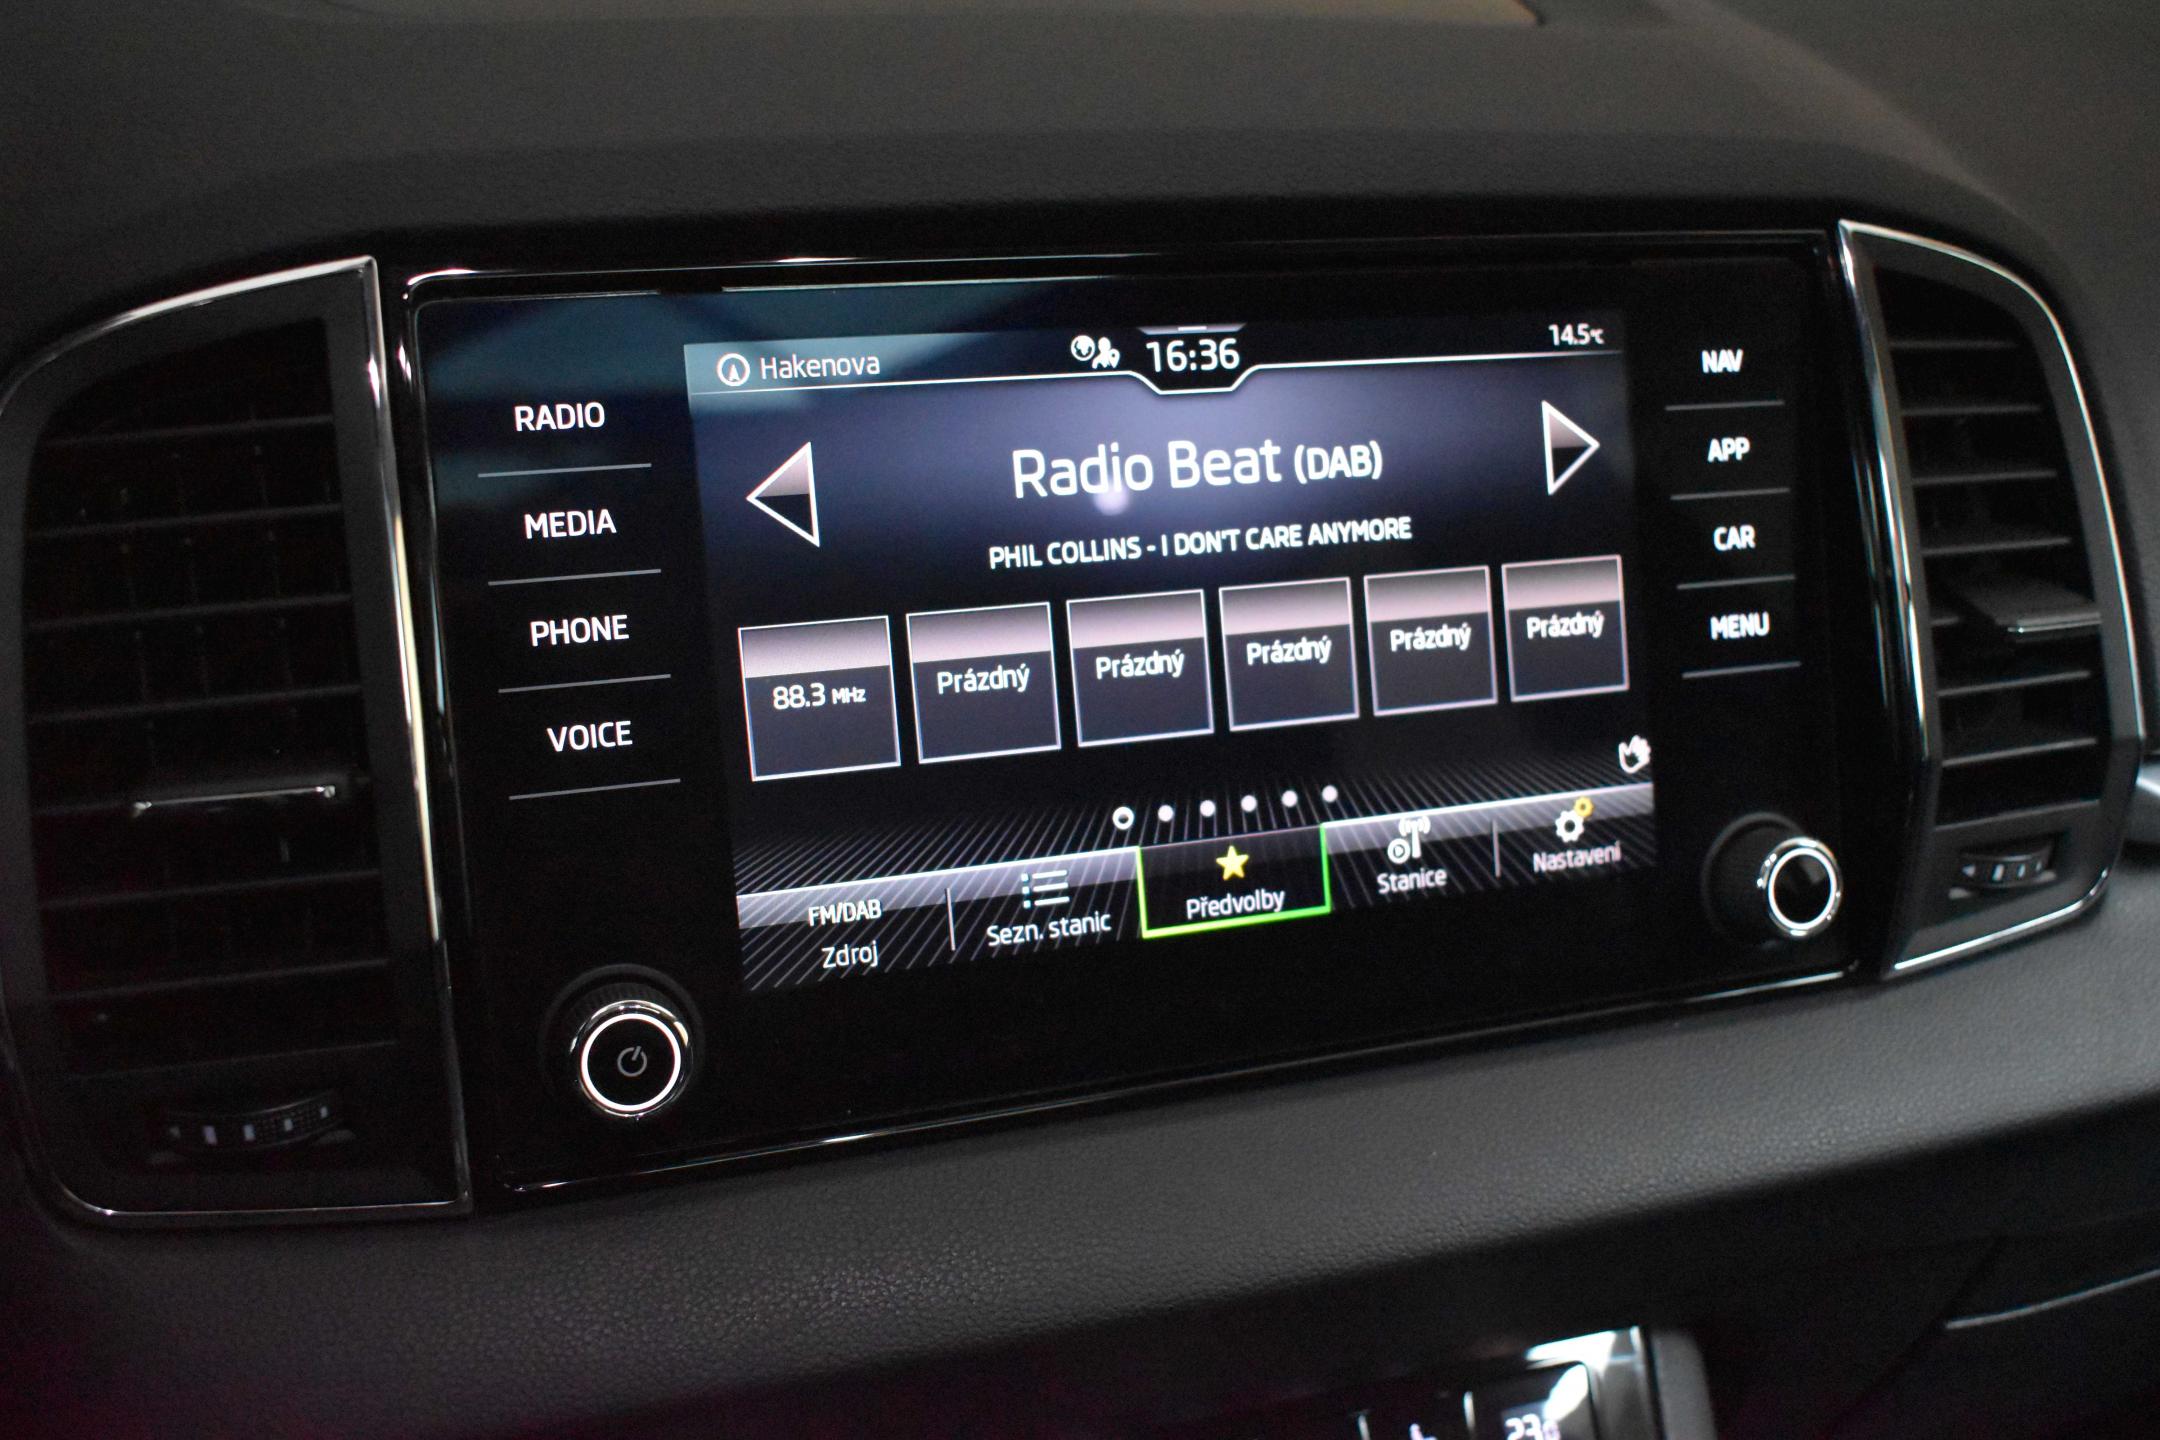 Hakenova
16:36
14.5°C
RADIO
MEDIA
PHONE
VOICE
Radio Beat (DAB)
PHIL COLLINS - I DON'T CARE ANYMORE
88.3 MHz
Prázdný
Prázdný
Prázdný
Prázdný
Prázdný
FM/DAB
Zdroj
Sezn. stanic
Předvolby
Stanice
Nastavení
NAV
APP
CAR
MENU